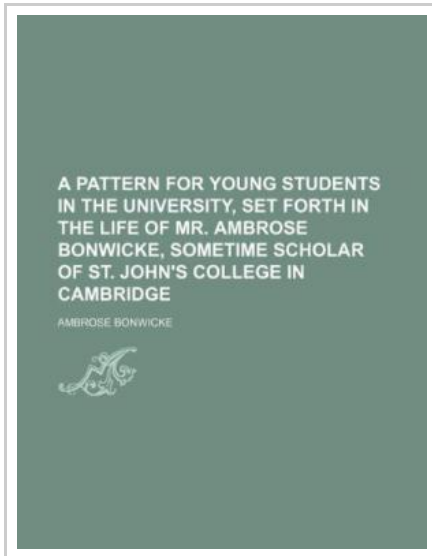 A PATTERN FOR YOUNG STUDENTS
IN THE UNIVERSITY, SET FORTH IN
THE LIFE OF MR. AMBROSE
BONWICKE, SOMETIME SCHOLAR
OF ST. JOHN'S COLLEGE IN
CAMBRIDGE
AMBROSE BONWICKE